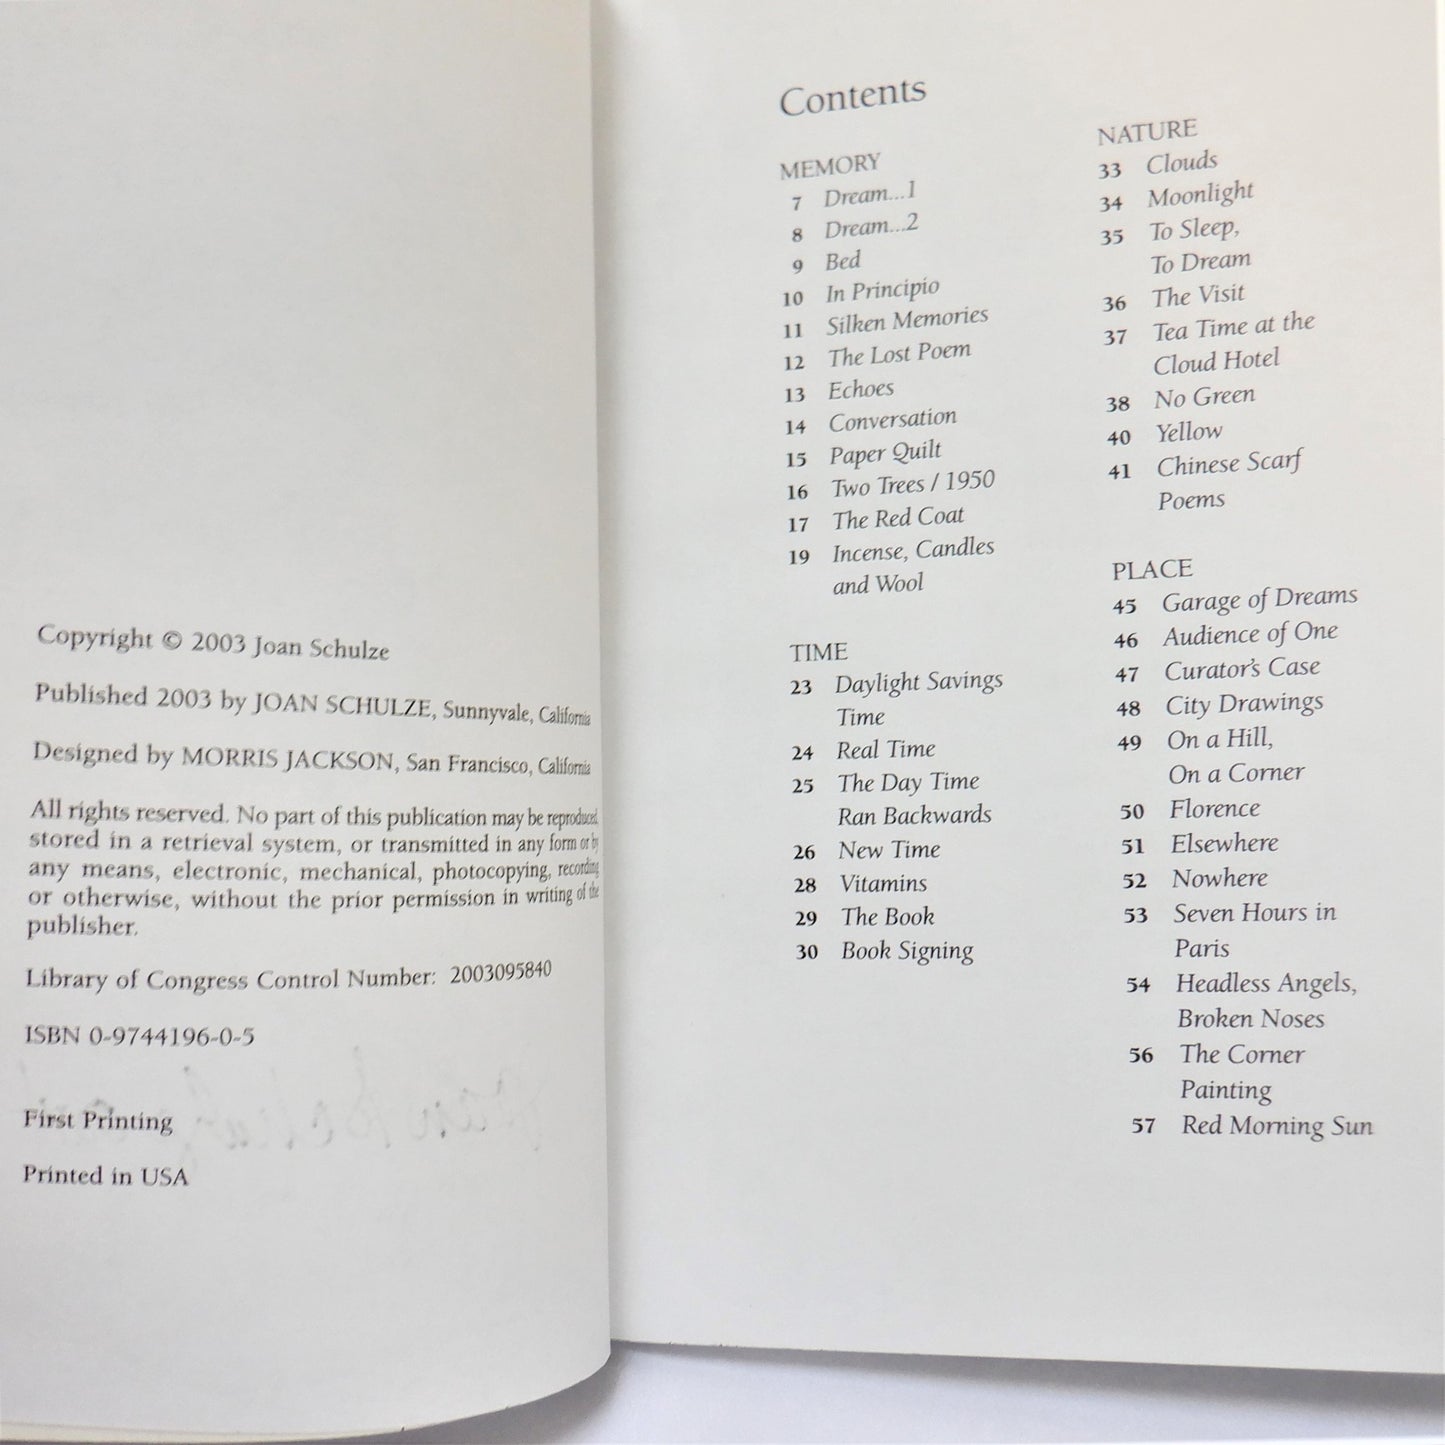 Copyright © 2003 Joan Schulze
Published 2003 by JOAN SCHULZE, Sunnyvale, California
Designed by MORRIS JACKSON, San Francisco, California
All rights reserved. No part of this publication may be reproduced,
stored in a retrieval system, or transmitted in any form or by
any means, electronic, mechanical, photocopying, recording
or otherwise, without the prior permission in writing of the
publisher.
Library of Congress Control Number: 2003095840
ISBN 0-9744196-0-5
First Printing
Printed in USA
Contents
MEMORY
7 Dream...1
8 Dream...2
9 Bed
10 In Principio
11 Silken Memories
12 The Lost Poem
13 Echoes
14 Conversation
15 Paper Quilt
16 Two Trees / 1950
17 The Red Coat
19 Incense, Candles
and Wool
TIME
23 Daylight Savings
Time
24 Real Time
25 The Day Time
Ran Backwards
26 New Time
28 Vitamins
29 The Book
30 Book Signing
NATURE
33 Clouds
34 Moonlight
35 To Sleep,
To Dream
36 The Visit
37 Tea Time at the
Cloud Hotel
38 No Green
40 Yellow
41 Chinese Scarf
Poems
PLACE
45 Garage of Dreams
46 Audience of One
47 Curator's Case
48 City Drawings
49 On a Hill,
On a Corner
50 Florence
51 Elsewhere
52 Nowhere
53 Seven Hours in
Paris
54 Headless Angels,
Broken Noses
56 The Corner
Painting
57 Red Morning Sun